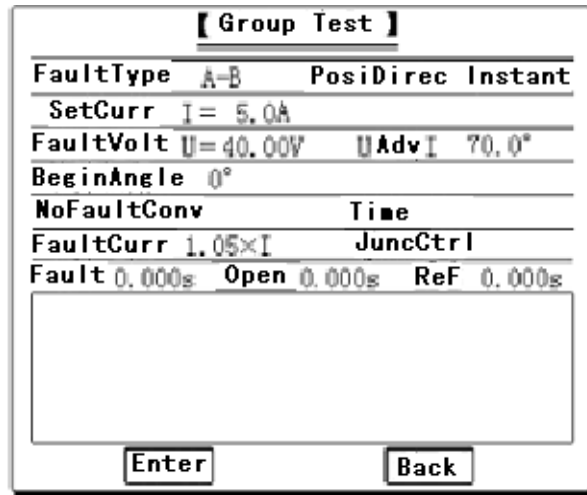 【 Group Test 】
FaultType A-B PosiDirec Instant
SetCurr I= 5.0A
FaultVolt U=40.00V UAdvI 70.0°
BeginAngle 0°
NoFaultConv Time
FaultCurr 1.05×I JuncCtrl
Fault 0.000s Open 0.000s ReF 0.000s
Enter Back